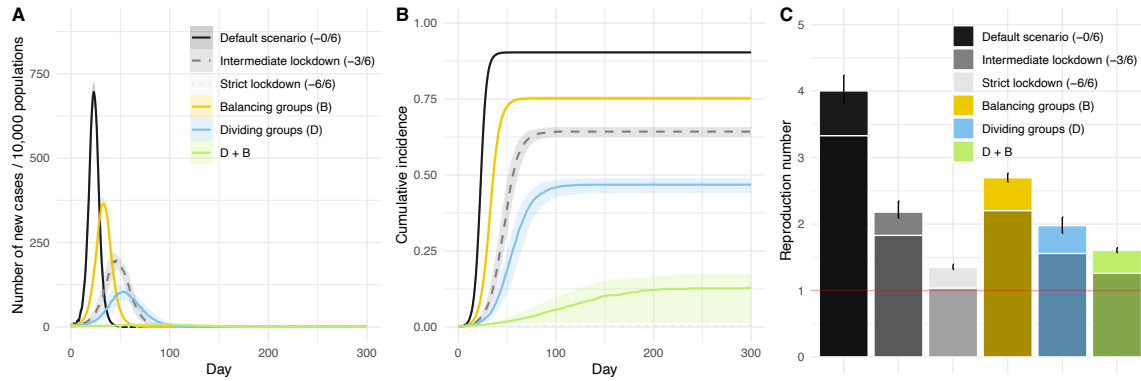 A
Number of new cases / 10,000 populations
750
500
250
0
0
100
200
300
Day
Default scenario (−0/6)
Intermediate lockdown (−3/6)
Strict lockdown (−6/6)
Balancing groups (B)
Dividing groups (D)
D + B
B
Cumulative incidence
1.00
0.75
0.50
0.25
0.00
0
100
200
300
Day
C
Reproduction number
5
4
3
2
1
0
Default scenario (−0/6)
Intermediate lockdown (−3/6)
Strict lockdown (−6/6)
Balancing groups (B)
Dividing groups (D)
D + B